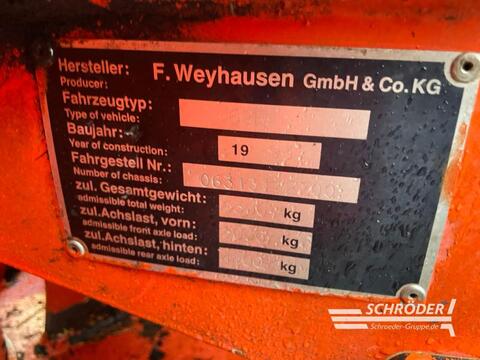 Hersteller: F. Weyhausen GmbH & Co. KG
Producer:
Fahrzeugtyp:
Type of vehicle:
Baujahr:
Year of construction: 19
Fahrgestell Nr.:
Number of chassis:
zul. Gesamtgewicht: kg
admissible total weight:
zul. Achslast, vorn: kg
admissible front axle load:
zul. Achslast, hinten: kg
admissible rear axle load:
SCHRÖDER
Schroeder-Gruppe.de